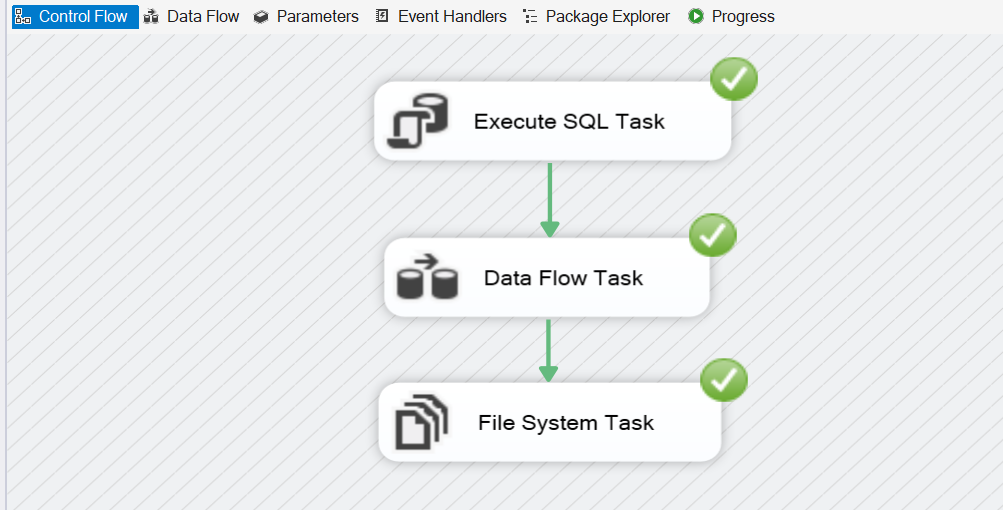 Control Flow Data Flow Parameters Event Handlers Package Explorer Progress
Execute SQL Task
Data Flow Task
File System Task